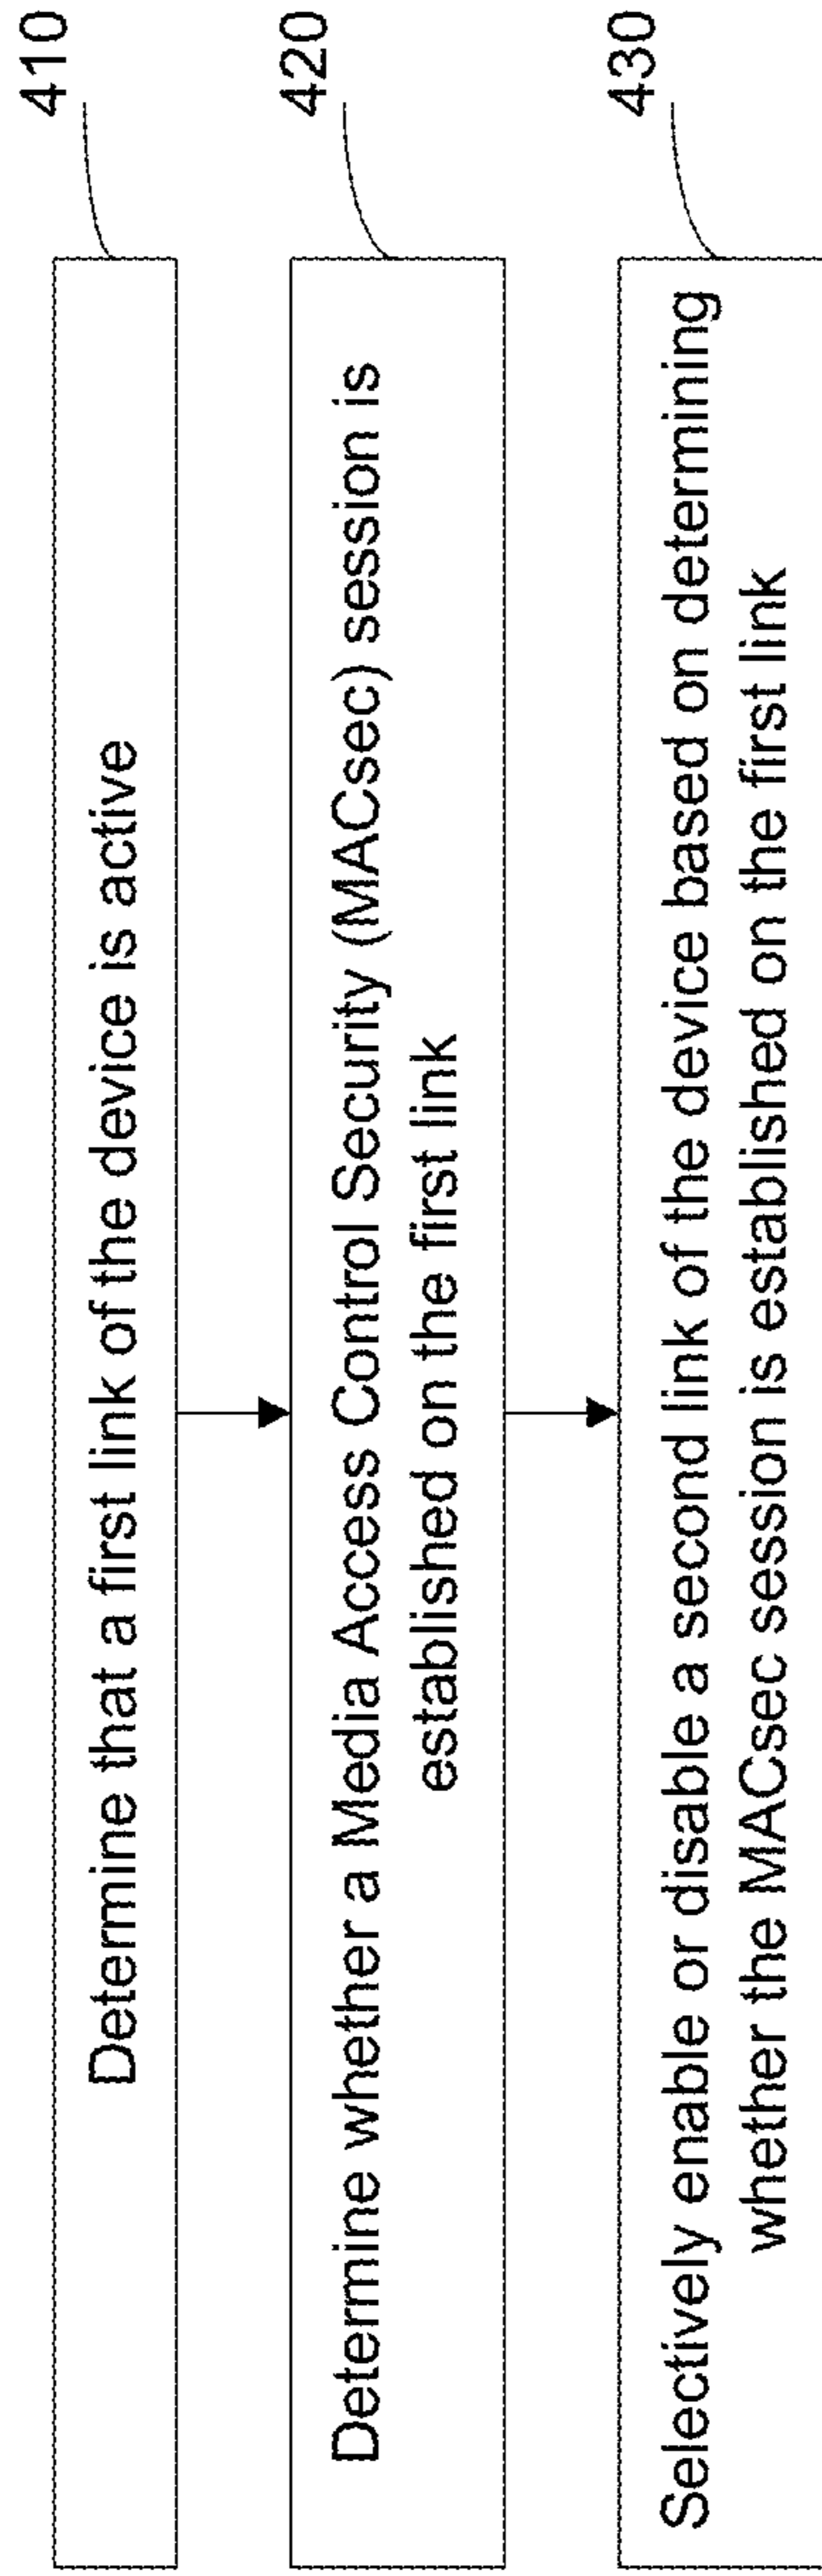 410
Determine that a first link of the device is active
420
Determine whether a Media Access Control Security (MACsec) session is
established on the first link
430
Selectively enable or disable a second link of the device based on determining
whether the MACsec session is established on the first link